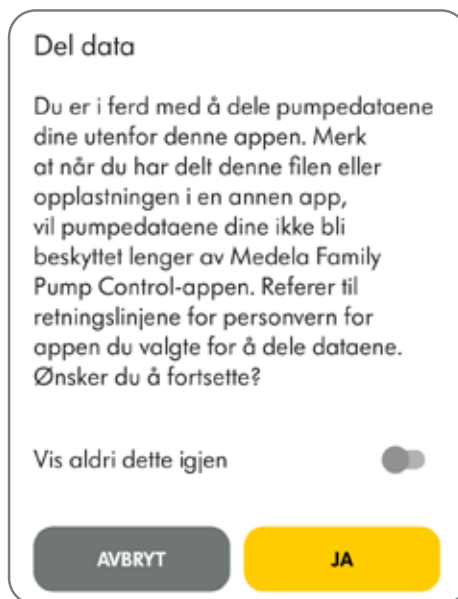 Del data
Du er i ferd med å dele pumpedataene
dine utenfor denne appen. Merk
at når du har delt denne filen eller
opplastningen i en annen app,
vil pumpedataene dine ikke bli
beskyttet lenger av Medela Family
Pump Control-appen. Referer til
retningslinjene for personvern for
appen du valgte for å dele dataene.
Ønsker du å fortsette?
Vis aldri dette igjen
AVBRYT
JA